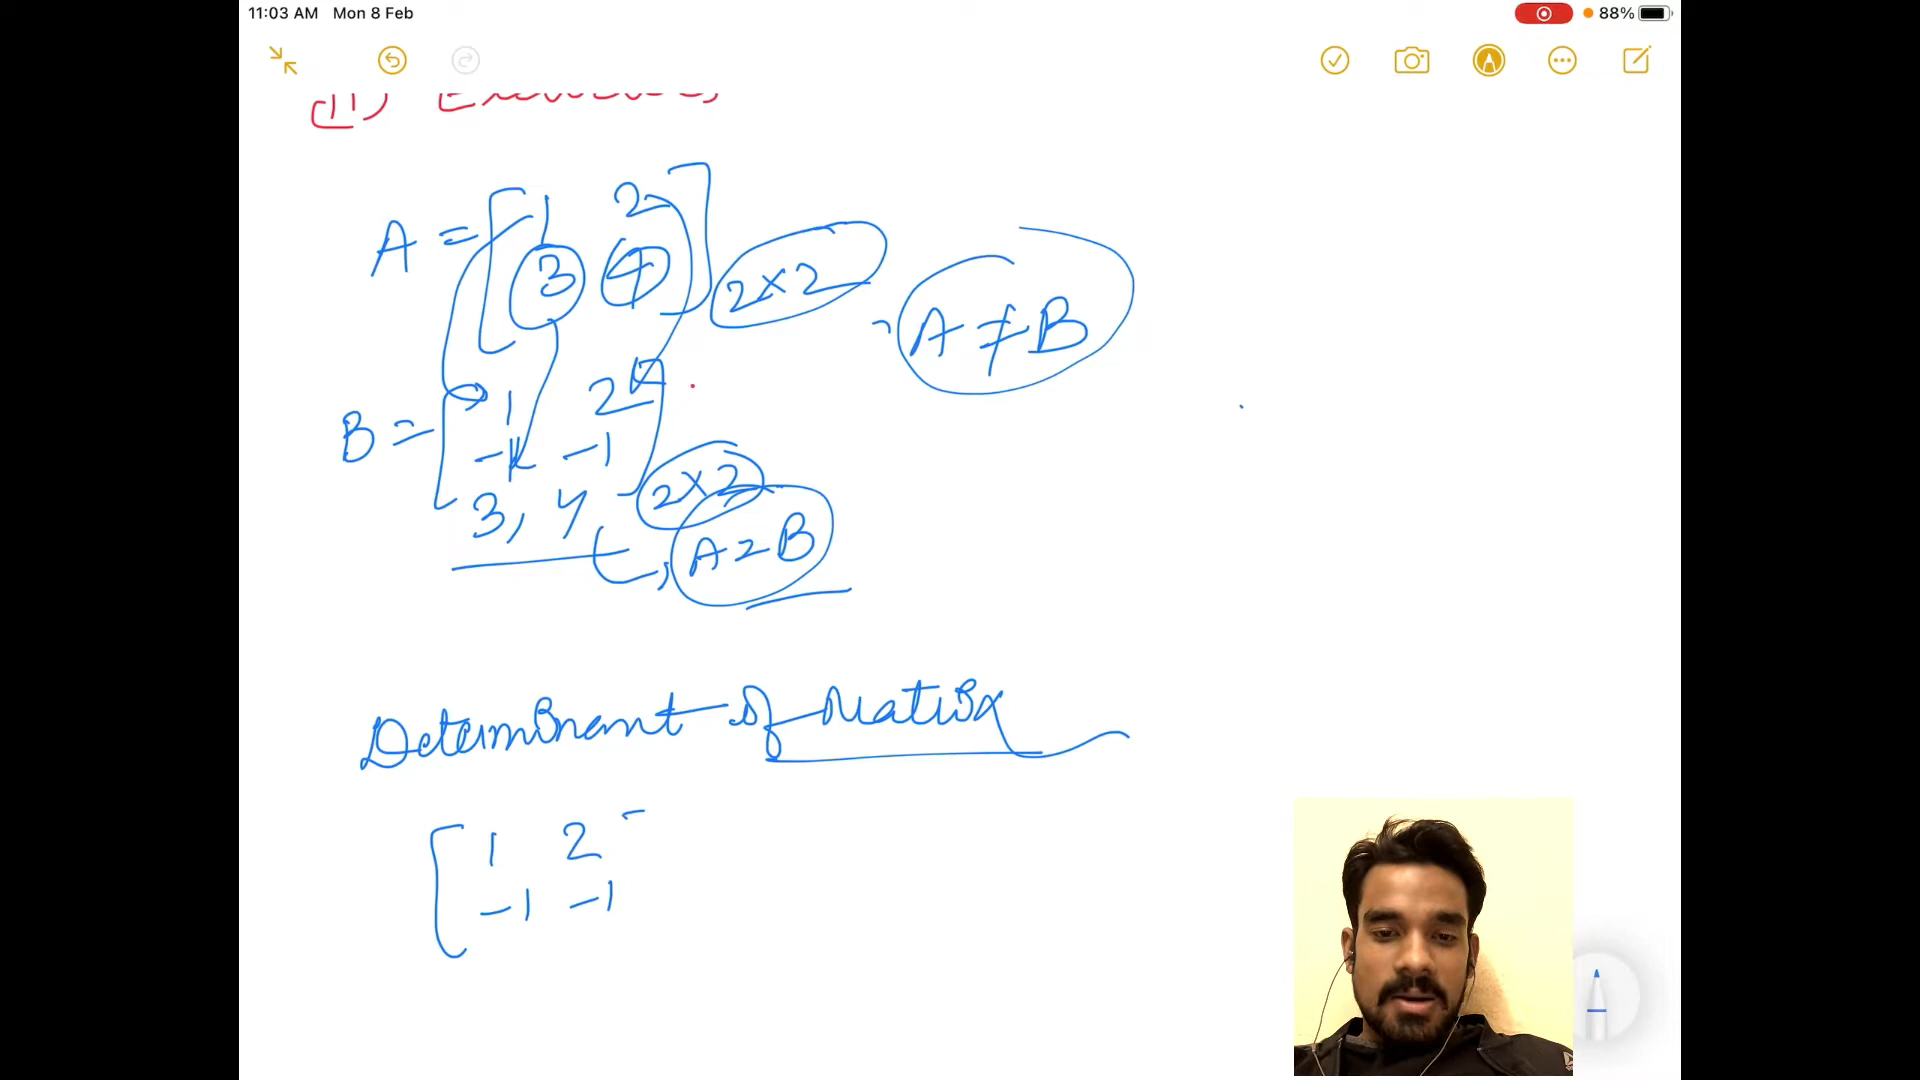 11:03 AM Mon 8 Feb 88%
(ii)
A = [ 1 2
3 4 ] 2×2
A ≠ B
B = [ 1 2
-1 -1 ] 2×2
3, 4,
A = B
Determinant of Matrix
[ 1 2
-1 -1